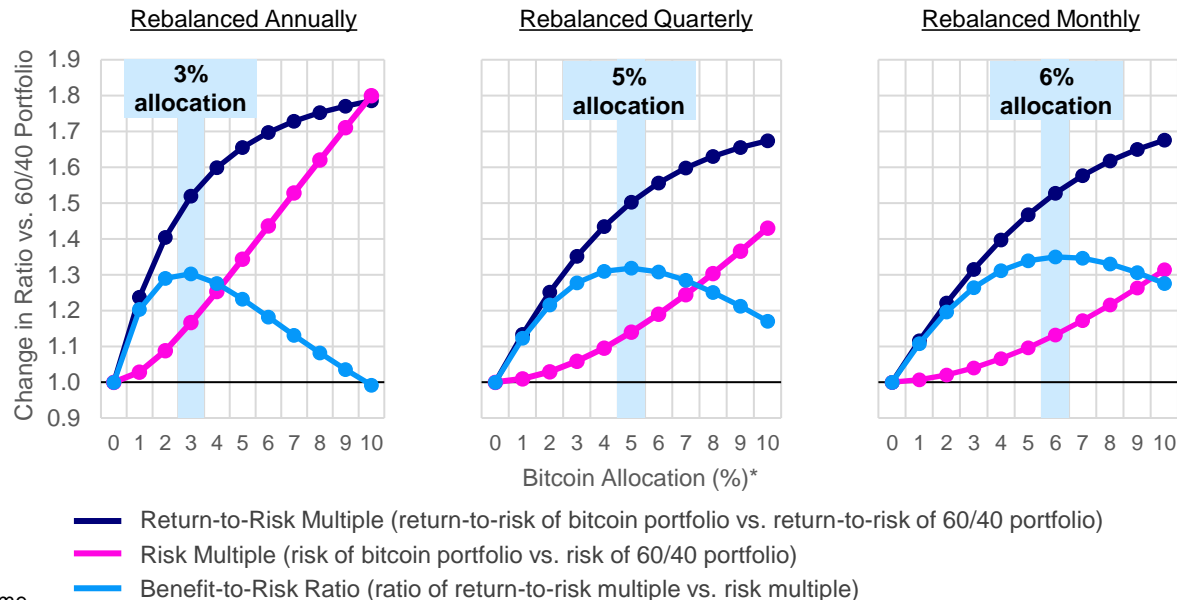 Rebalanced Annually
Rebalanced Quarterly
Rebalanced Monthly
Change in Ratio vs. 60/40 Portfolio
1.9
1.8
1.7
1.6
1.5
1.4
1.3
1.2
1.1
1.0
0.9
3%
allocation
5%
allocation
6%
allocation
0 1 2 3 4 5 6 7 8 9 10
0 1 2 3 4 5 6 7 8 9 10
0 1 2 3 4 5 6 7 8 9 10
Bitcoin Allocation (%)*
Return-to-Risk Multiple (return-to-risk of bitcoin portfolio vs. return-to-risk of 60/40 portfolio)
Risk Multiple (risk of bitcoin portfolio vs. risk of 60/40 portfolio)
Benefit-to-Risk Ratio (ratio of return-to-risk multiple vs. risk multiple)